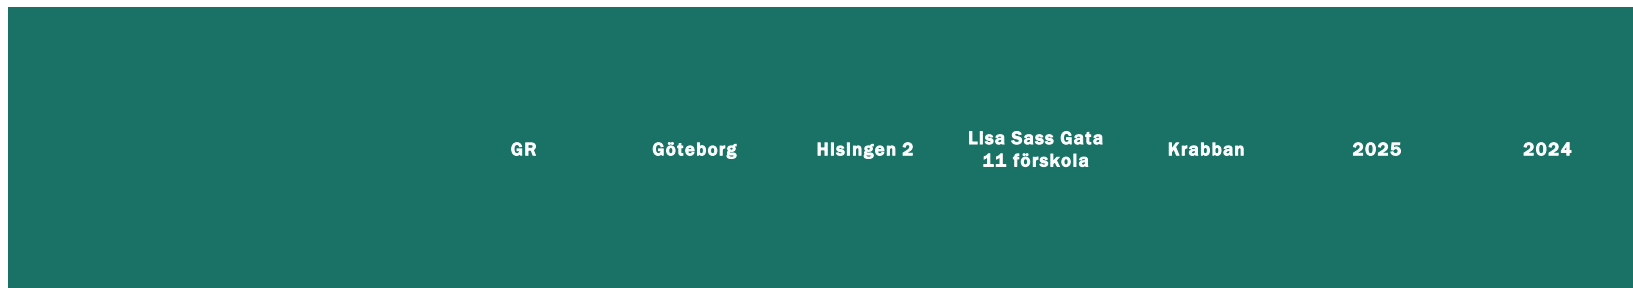 GR
Göteborg
Hisingen 2
Lisa Sass Gata
11 förskola
Krabban
2025
2024